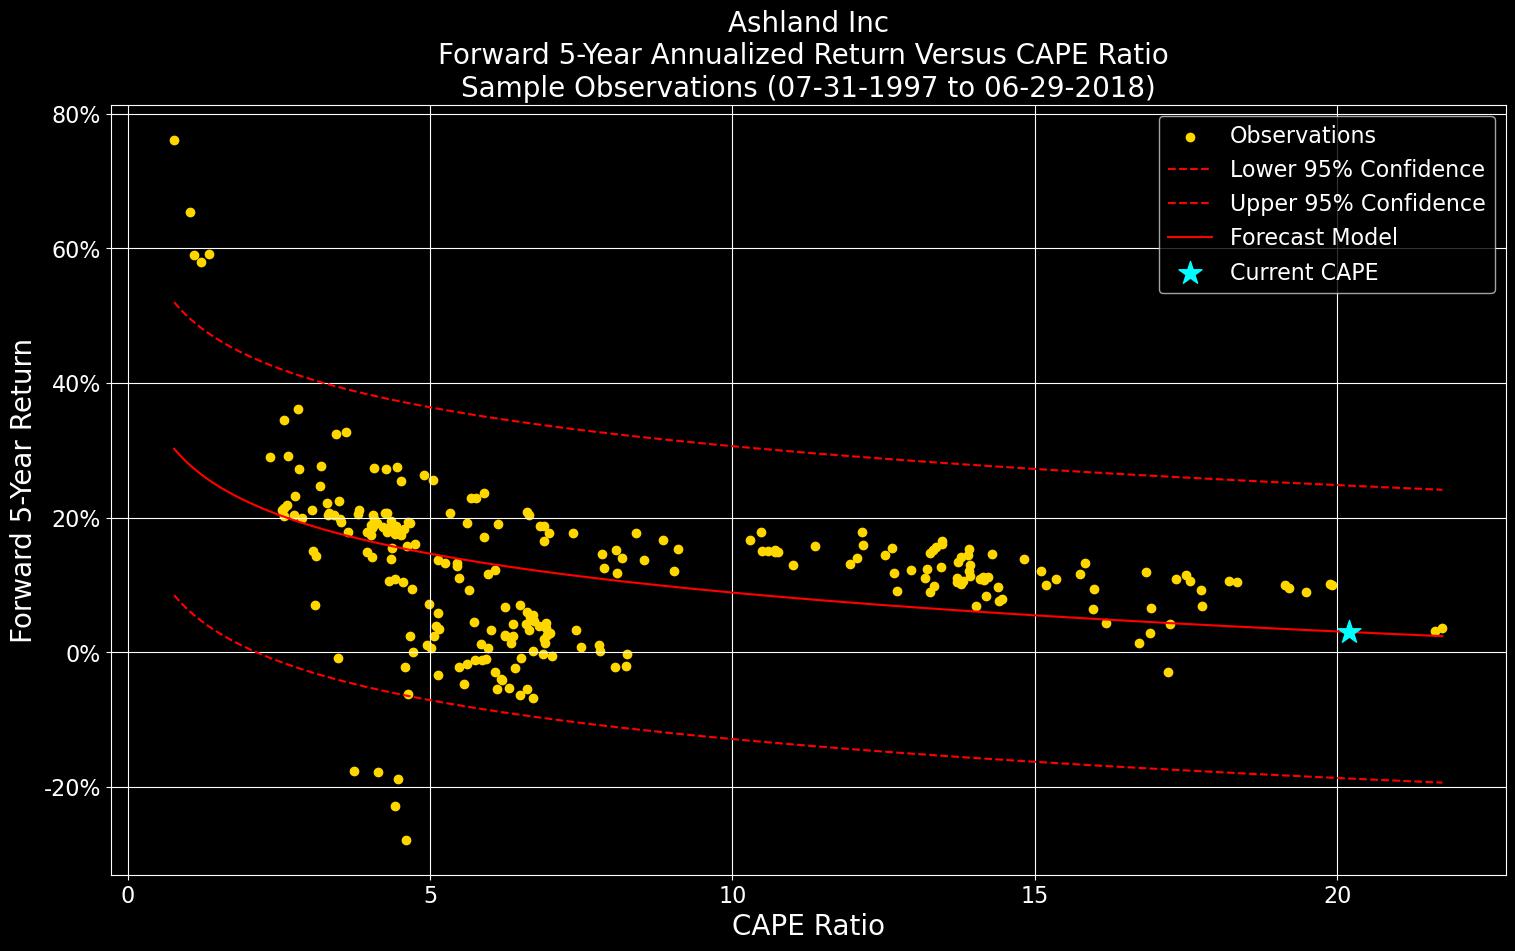 Ashland Inc
Forward 5-Year Annualized Return Versus CAPE Ratio
Sample Observations (07-31-1997 to 06-29-2018)
Observations
Lower 95% Confidence
Upper 95% Confidence
Forecast Model
Current CAPE
Forward 5-Year Return
80%
60%
40%
20%
0%
-20%
0 5 10 15 20
CAPE Ratio